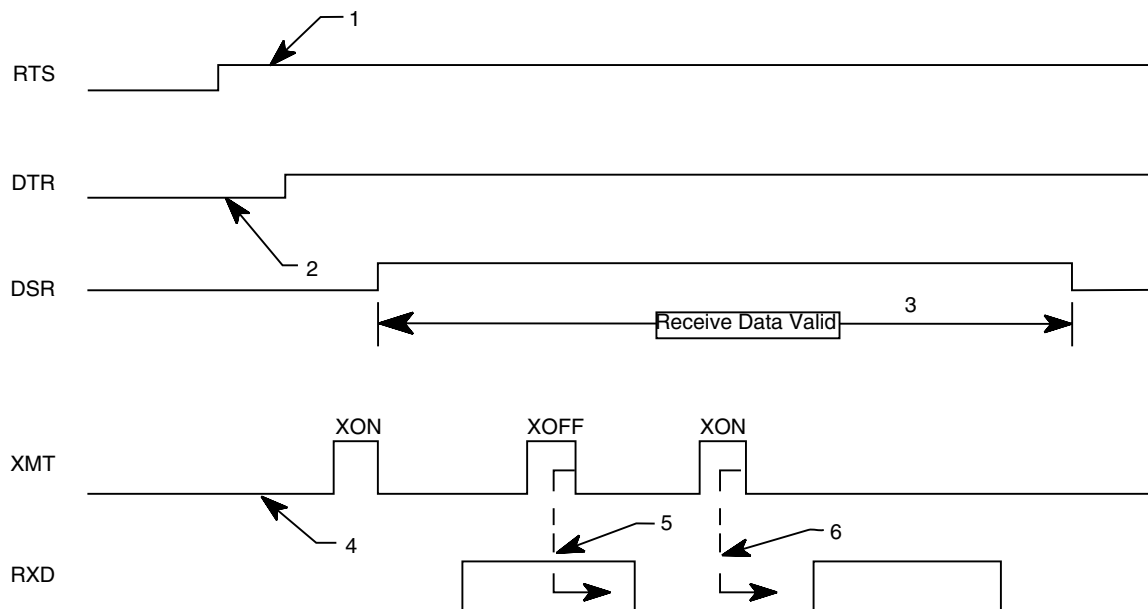 1
RTS
DTR
2
DSR
3
Receive Data Valid
XON XOFF XON
XMT
5 6
4
RXD